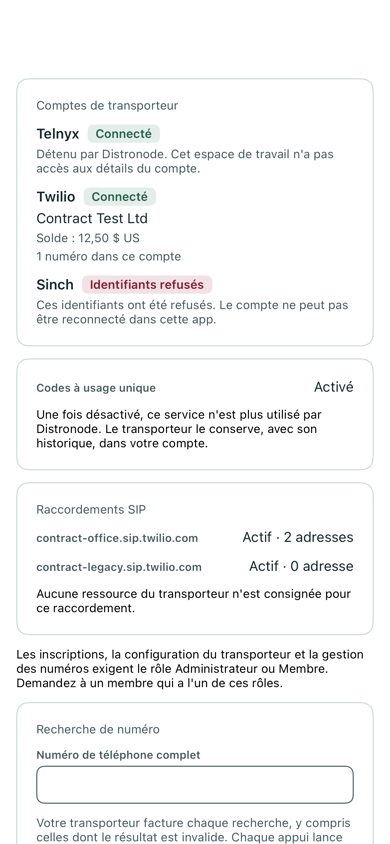 Comptes de transporteur
Telnyx Connecté
Détenu par Distronode. Cet espace de travail n'a pas
accès aux détails du compte.
Twilio Connecté
Contract Test Ltd
Solde : 12,50 $ US
1 numéro dans ce compte
Sinch Identifiants refusés
Ces identifiants ont été refusés. Le compte ne peut pas
être reconnecté dans cette app.
Codes à usage unique Activé
Une fois désactivé, ce service n'est plus utilisé par
Distronode. Le transporteur le conserve, avec son
historique, dans votre compte.
Raccordements SIP
contract-office.sip.twilio.com Actif · 2 adresses
contract-legacy.sip.twilio.com Actif · 0 adresse
Aucune ressource du transporteur n'est consignée pour
ce raccordement.
Les inscriptions, la configuration du transporteur et la gestion
des numéros exigent le rôle Administrateur ou Membre.
Demandez à un membre qui a l'un de ces rôles.
Recherche de numéro
Numéro de téléphone complet
Votre transporteur facture chaque recherche, y compris
celles dont le résultat est invalide. Chaque appui lance